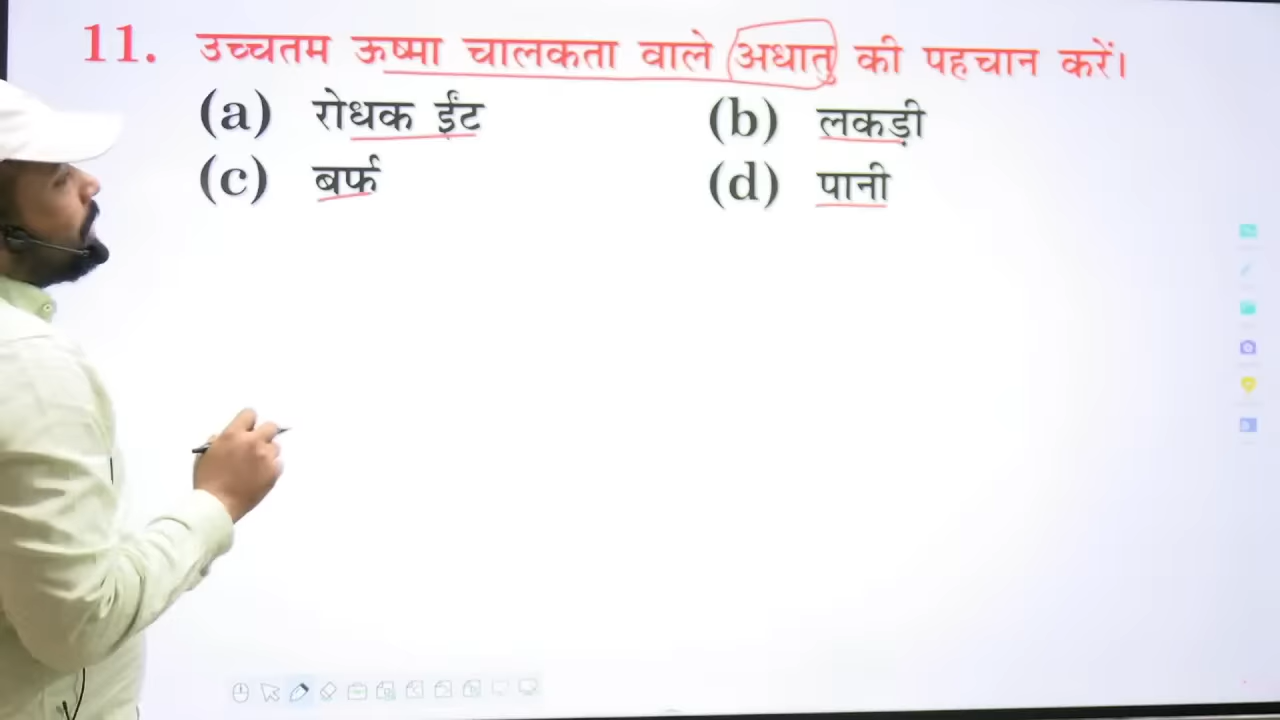 11. उच्चतम ऊष्मा चालकता वाले अधातु की पहचान करें।
(a) रोधक ईंट (b) लकड़ी
(c) बर्फ (d) पानी